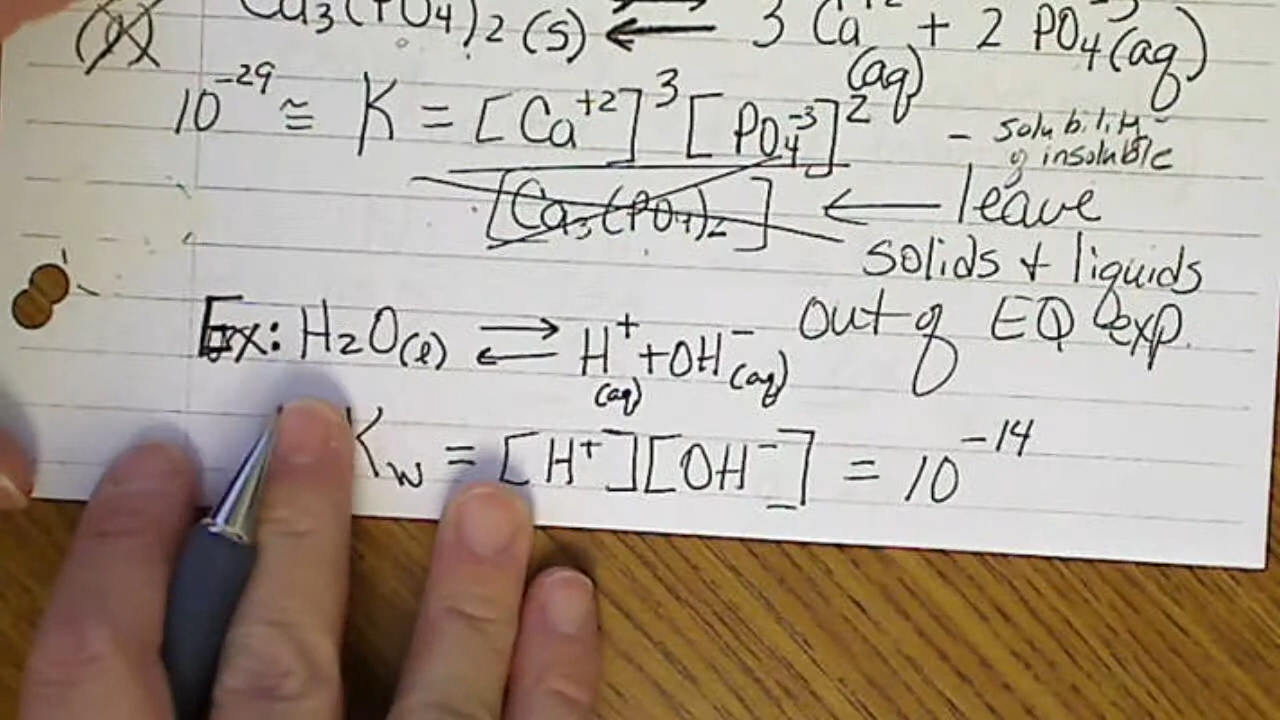 Ca3(PO4)2 (s) ⇌ 3 Ca+2 (aq) + 2 PO4-3 (aq)
10^-29 ≅ K = [Ca+2]^3 [PO4-3]^2
- solubility
of insoluble
[Ca3(PO4)2] ← leave
solids + liquids
out of EQ exp.
Ex: H2O(l) ⇌ H+ (aq) + OH- (aq)
Kw = [H+][OH-] = 10^-14